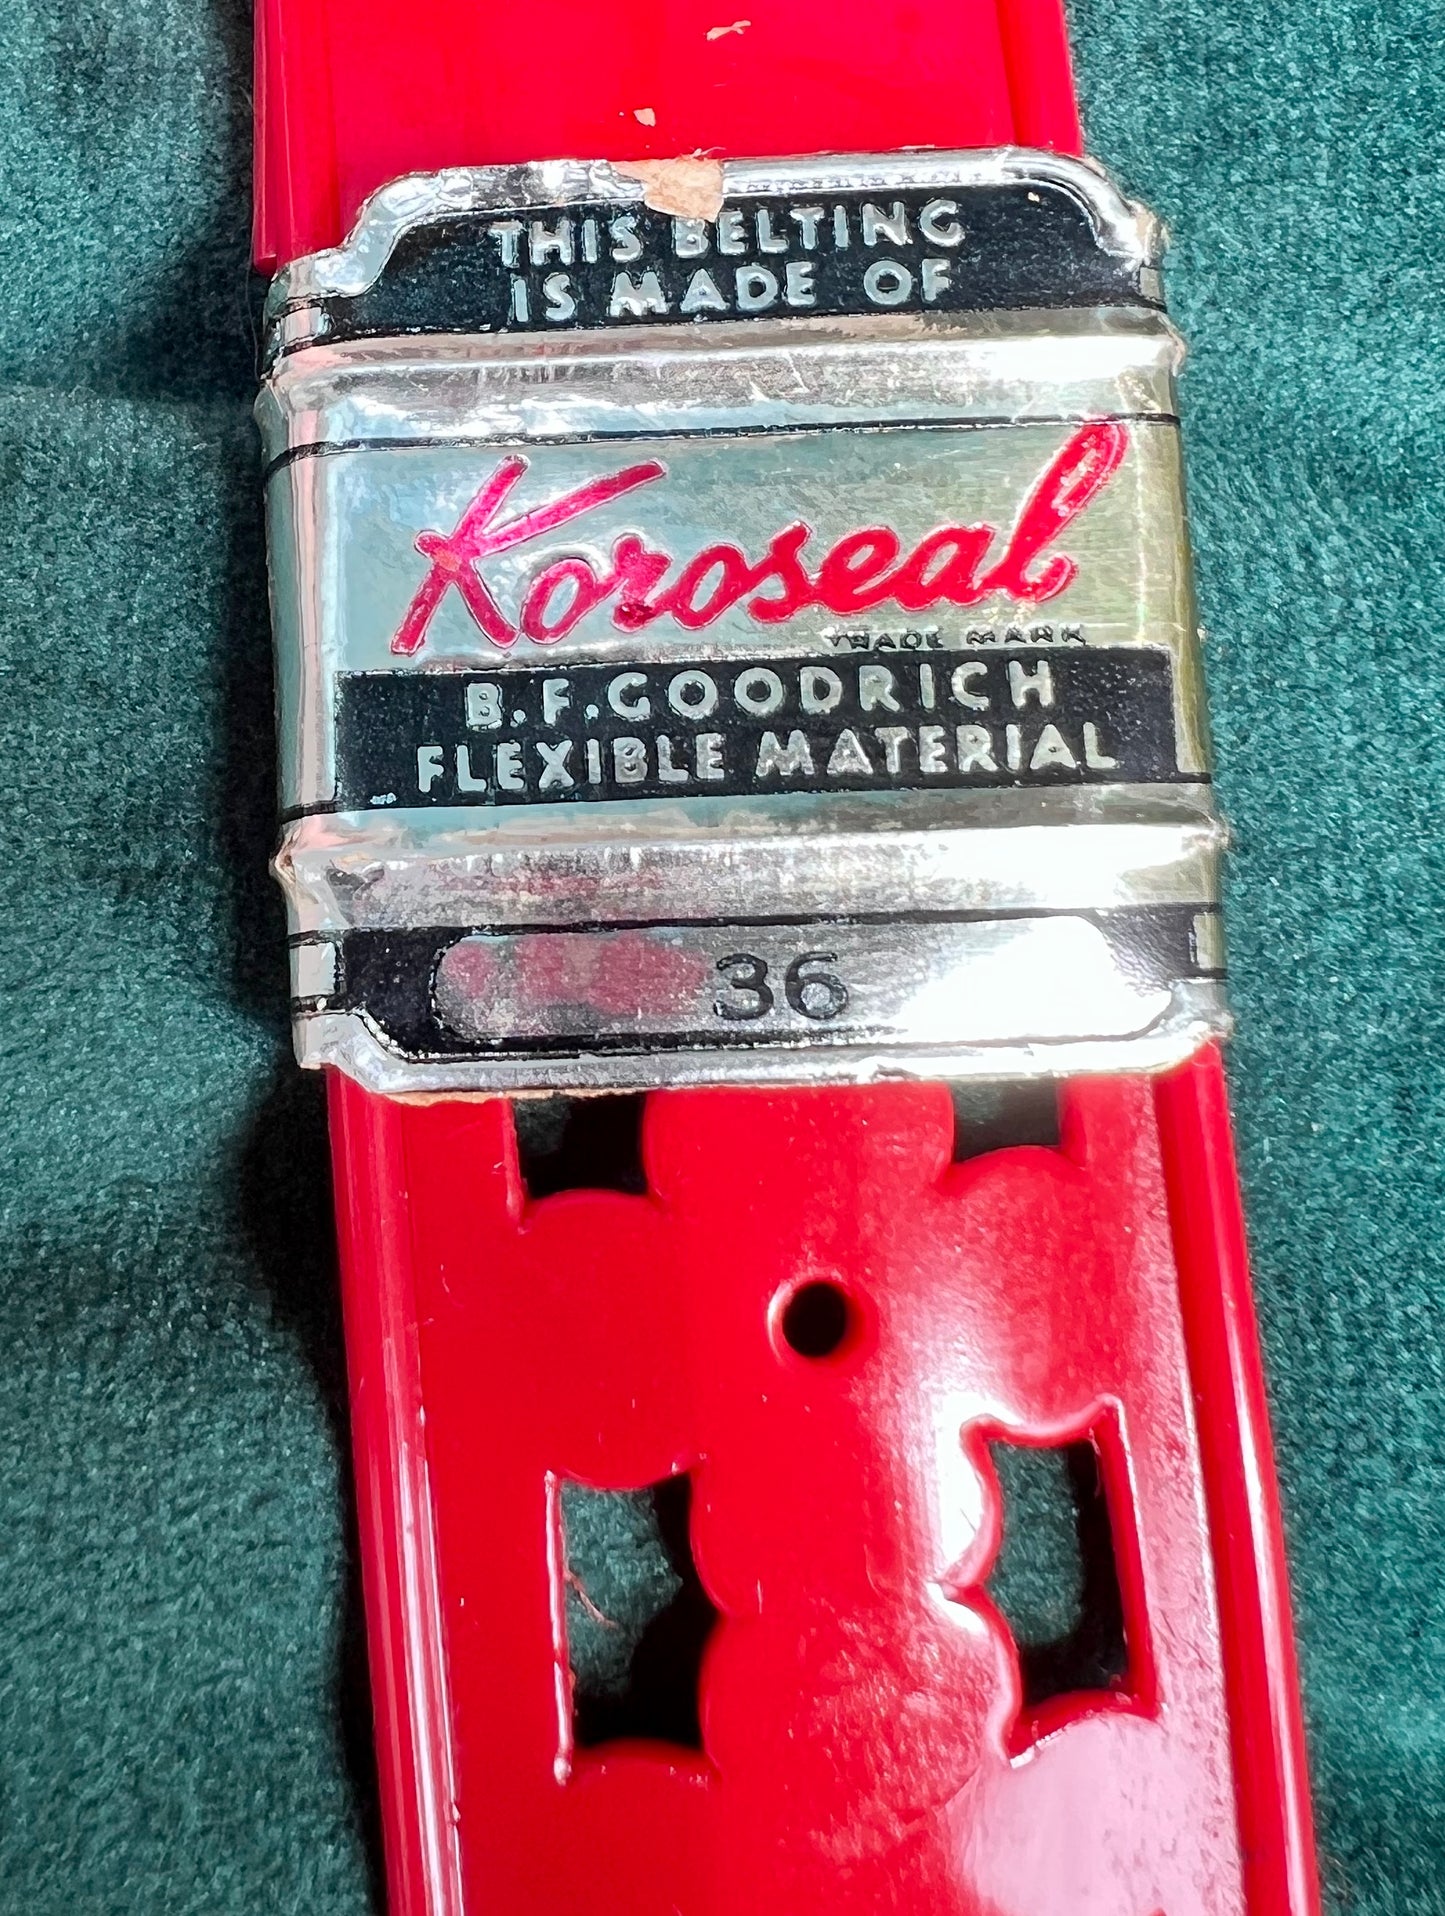 THIS BELTING
IS MADE OF
Koroseal
TRADE MARK
B.F.GOODRICH
FLEXIBLE MATERIAL
36